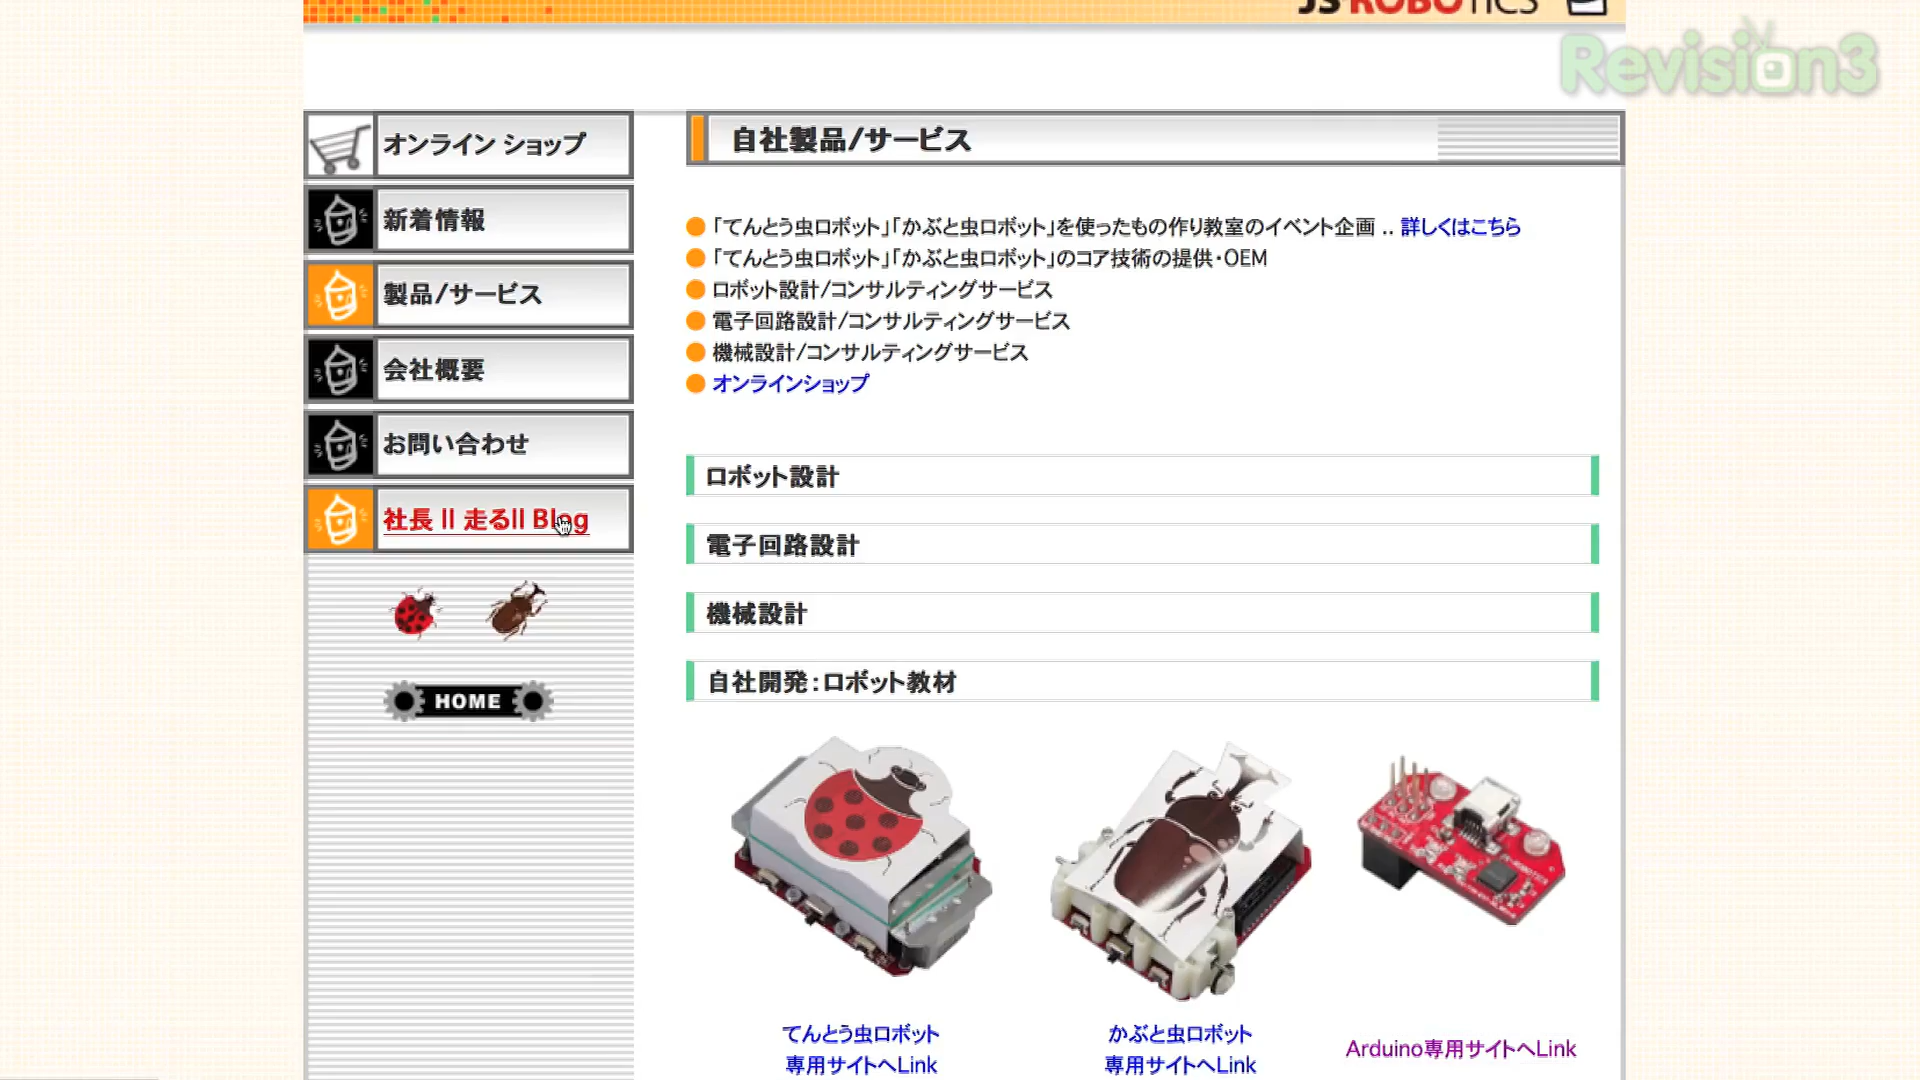 JS ROBOTICS
Revision3
オンライン ショップ
新着情報
製品/サービス
会社概要
お問い合わせ
社長 II 走るII Blog
HOME
自社製品/サービス
「てんとう虫ロボット」「かぶと虫ロボット」を使ったもの作り教室のイベント企画 .. 詳しくはこちら
「てんとう虫ロボット」「かぶと虫ロボット」のコア技術の提供・OEM
ロボット設計/コンサルティングサービス
電子回路設計/コンサルティングサービス
機械設計/コンサルティングサービス
オンラインショップ
ロボット設計
電子回路設計
機械設計
自社開発：ロボット教材
てんとう虫ロボット
専用サイトへLink
かぶと虫ロボット
専用サイトへLink
Arduino専用サイトへLink